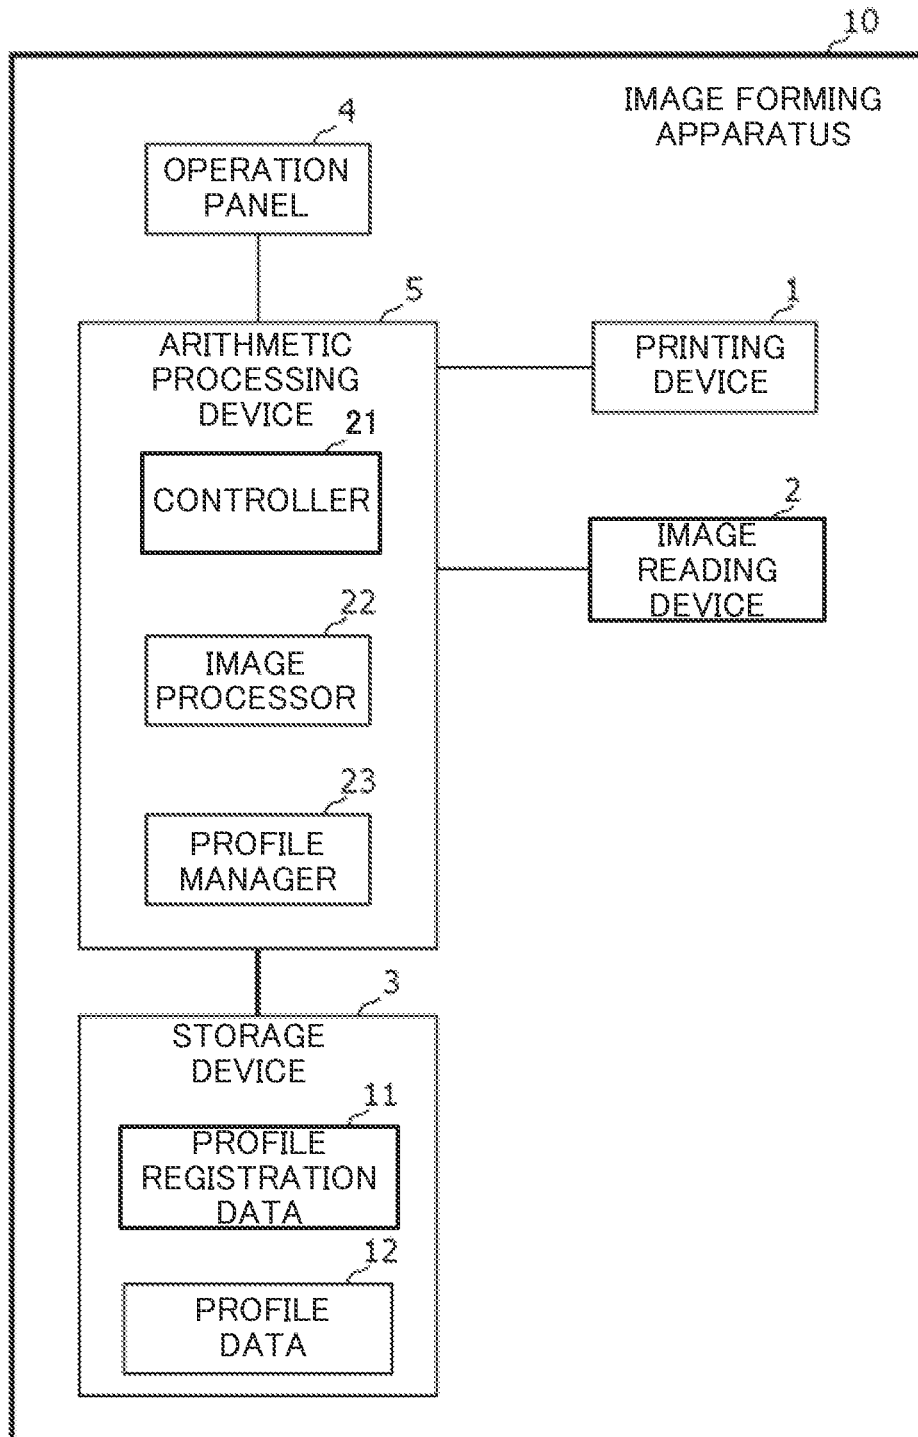 10
IMAGE FORMING
APPARATUS
4
OPERATION
PANEL
5
ARITHMETIC
PROCESSING
DEVICE
1
PRINTING
DEVICE
21
CONTROLLER
2
IMAGE
READING
DEVICE
22
IMAGE
PROCESSOR
23
PROFILE
MANAGER
3
STORAGE
DEVICE
11
PROFILE
REGISTRATION
DATA
12
PROFILE
DATA